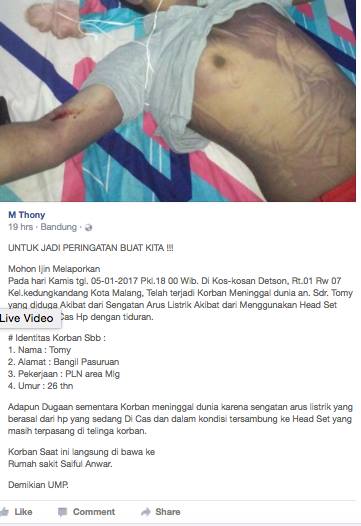 M Thony
19 hrs · Bandung ·
UNTUK JADI PERINGATAN BUAT KITA !!!
Mohon Ijin Melaporkan
Pada hari Kamis tgl. 05-01-2017 Pkl.18 00 Wib. Di Kos-kosan Detson, Rt.01 Rw 07
Kel.kedungkandang Kota Malang, Telah terjadi Korban Meninggal dunia an. Sdr. Tomy
yang diduga Akibat dari Sengatan Arus Listrik Akibat dari Menggunakan Head Set
Live Video Cas Hp dengan tiduran.
# Identitas Korban Sbb :
1. Nama : Tomy
2. Alamat : Bangil Pasuruan
3. Pekerjaan : PLN area Mlg
4. Umur : 26 thn
Adapun Dugaan sementara Korban meninggal dunia karena sengatan arus listrik yang
berasal dari hp yang sedang Di Cas dan dalam kondisi tersambung ke Head Set yang
masih terpasang di telinga korban.
Korban Saat ini langsung di bawa ke
Rumah sakit Saiful Anwar.
Demikian UMP.
Like Comment Share